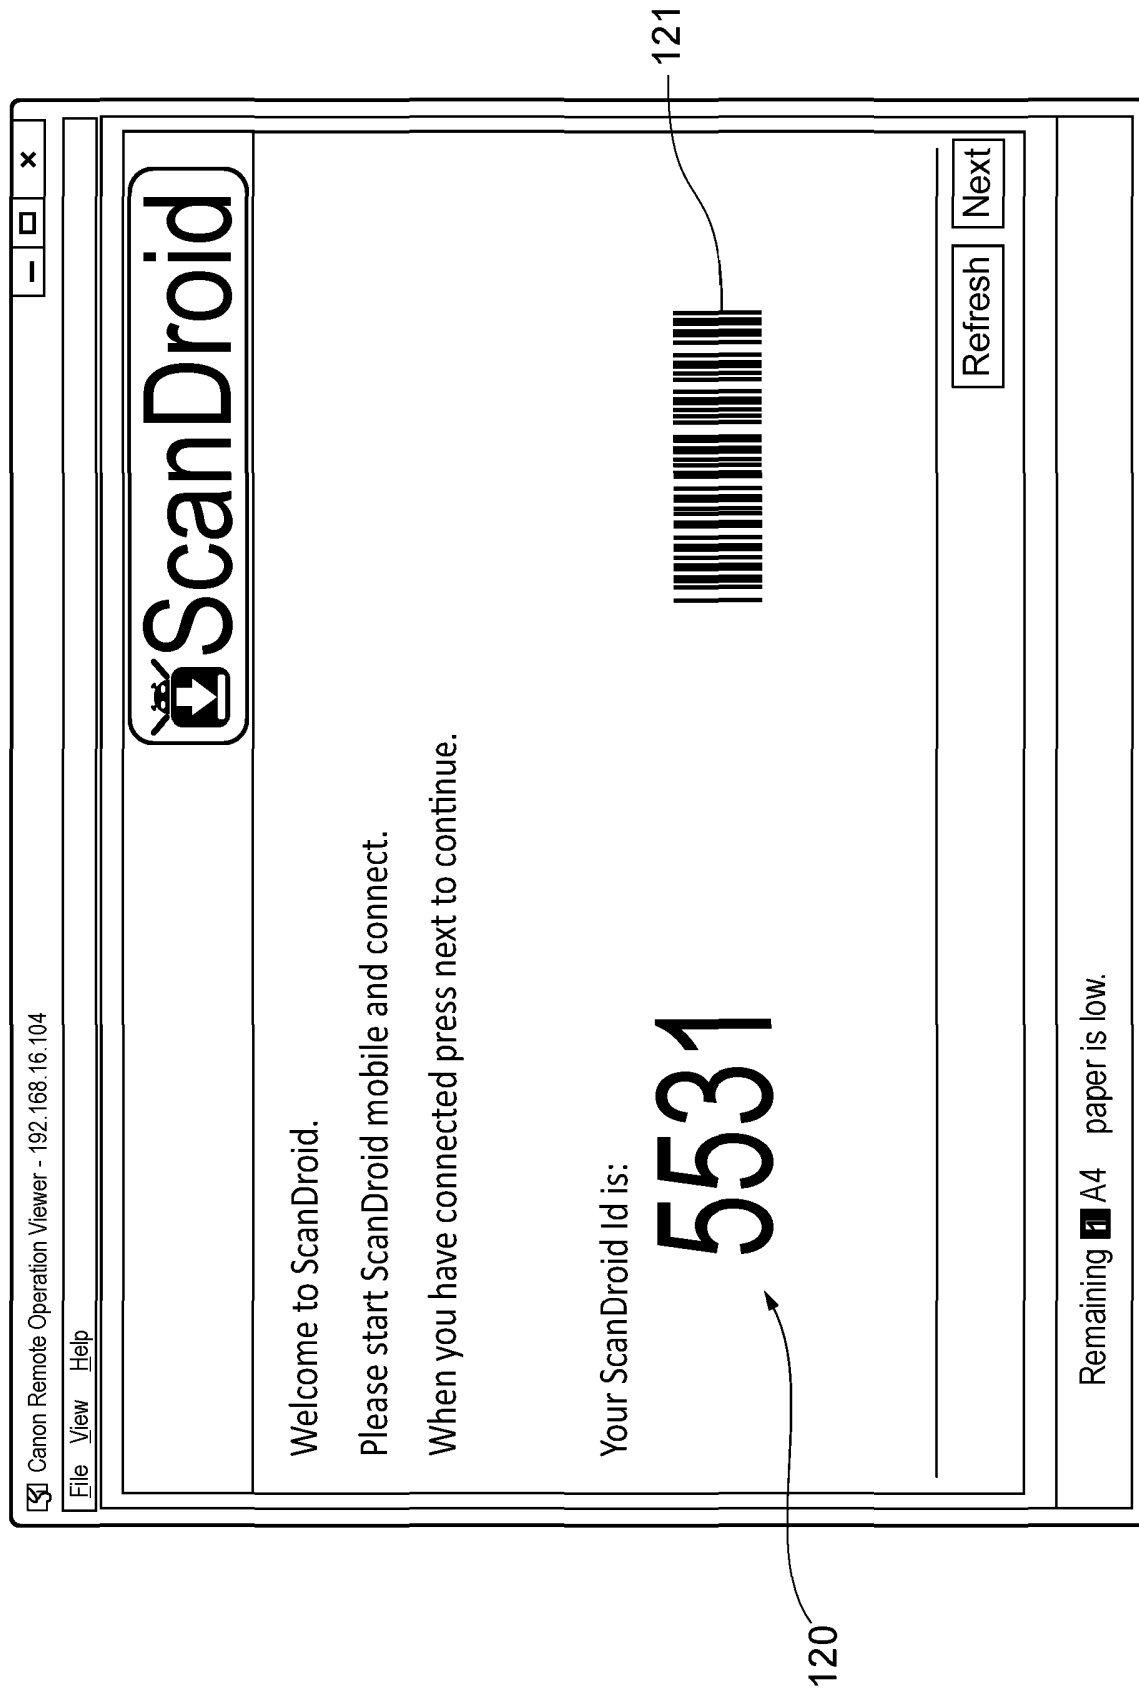 Canon Remote Operation Viewer - 192.168.16.104
File View Help
ScanDroid
Welcome to ScanDroid.
Please start ScanDroid mobile and connect.
When you have connected press next to continue.
Your ScanDroid Id is:
5531
121
120
Refresh Next
Remaining 1 A4 paper is low.